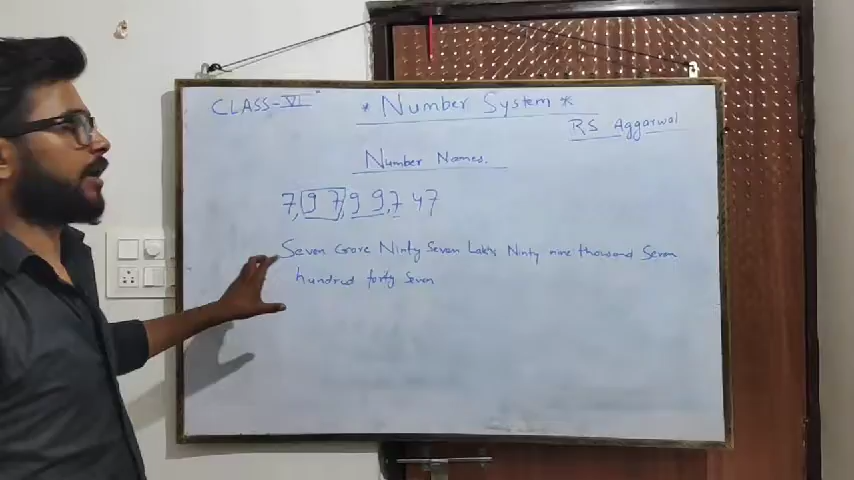 CLASS-VI
* Number System *
RS Aggarwal
Number Names.
7,97,99,747
Seven Crore Ninty Seven Lakhs Ninty nine thousand Seven
hundred forty Seven